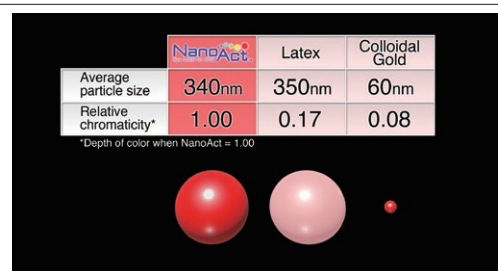 NanoAct
Latex
Colloidal
Gold
Average
particle size
340nm
350nm
60nm
Relative
chromaticity*
1.00
0.17
0.08
*Depth of color when NanoAct = 1.00